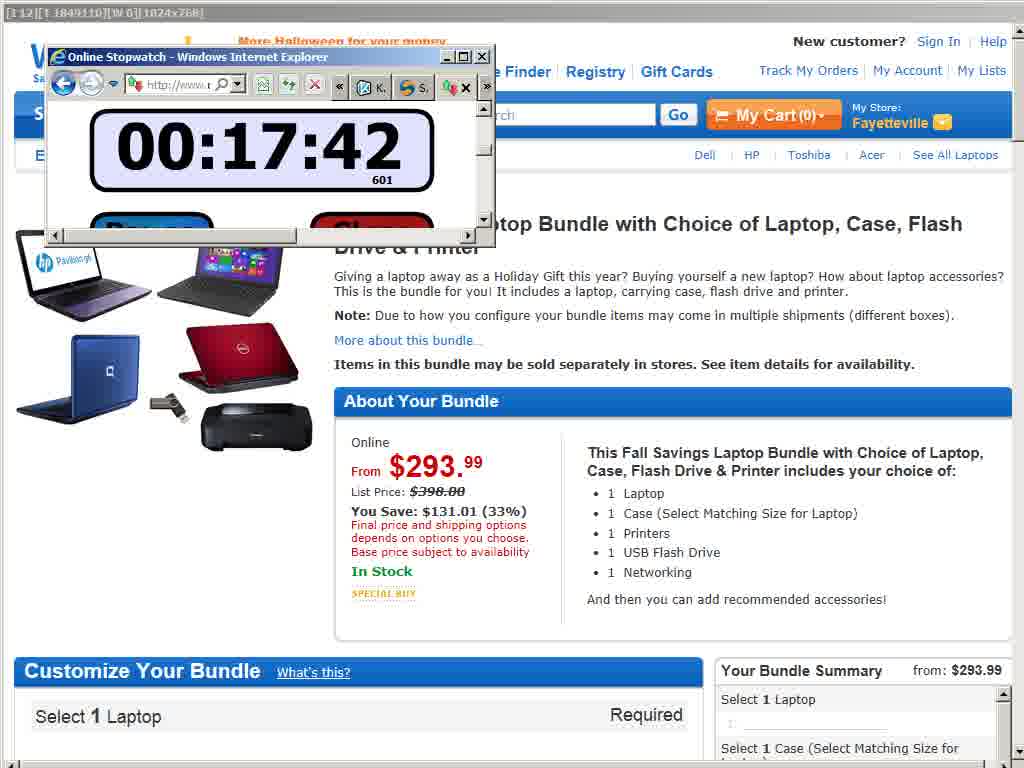 [1 12][T 1849110][W 0][1024x768]
More Halloween for your money
New customer? Sign In | Help
Online Stopwatch - Windows Internet Explorer
e Finder | Registry | Gift Cards
Track My Orders | My Account | My Lists
http://www.
« K. S. »
rch
Go
My Cart (0)
My Store:
Fayetteville
00:17:42
601
Dell | HP | Toshiba | Acer | See All Laptops
top Bundle with Choice of Laptop, Case, Flash
Drive & Printer
Giving a laptop away as a Holiday Gift this year? Buying yourself a new laptop? How about laptop accessories?
This is the bundle for you! It includes a laptop, carrying case, flash drive and printer.
Note: Due to how you configure your bundle items may come in multiple shipments (different boxes).
More about this bundle...
Items in this bundle may be sold separately in stores. See item details for availability.
hp Pavilion g6
About Your Bundle
Online
From $293.99
List Price: $398.00
You Save: $131.01 (33%)
Final price and shipping options
depends on options you choose.
Base price subject to availability
In Stock
SPECIAL BUY
This Fall Savings Laptop Bundle with Choice of Laptop,
Case, Flash Drive & Printer includes your choice of:
• 1 Laptop
• 1 Case (Select Matching Size for Laptop)
• 1 Printers
• 1 USB Flash Drive
• 1 Networking
And then you can add recommended accessories!
Customize Your Bundle What's this?
Select 1 Laptop
Required
Your Bundle Summary from: $293.99
Select 1 Laptop
1.
Select 1 Case (Select Matching Size for